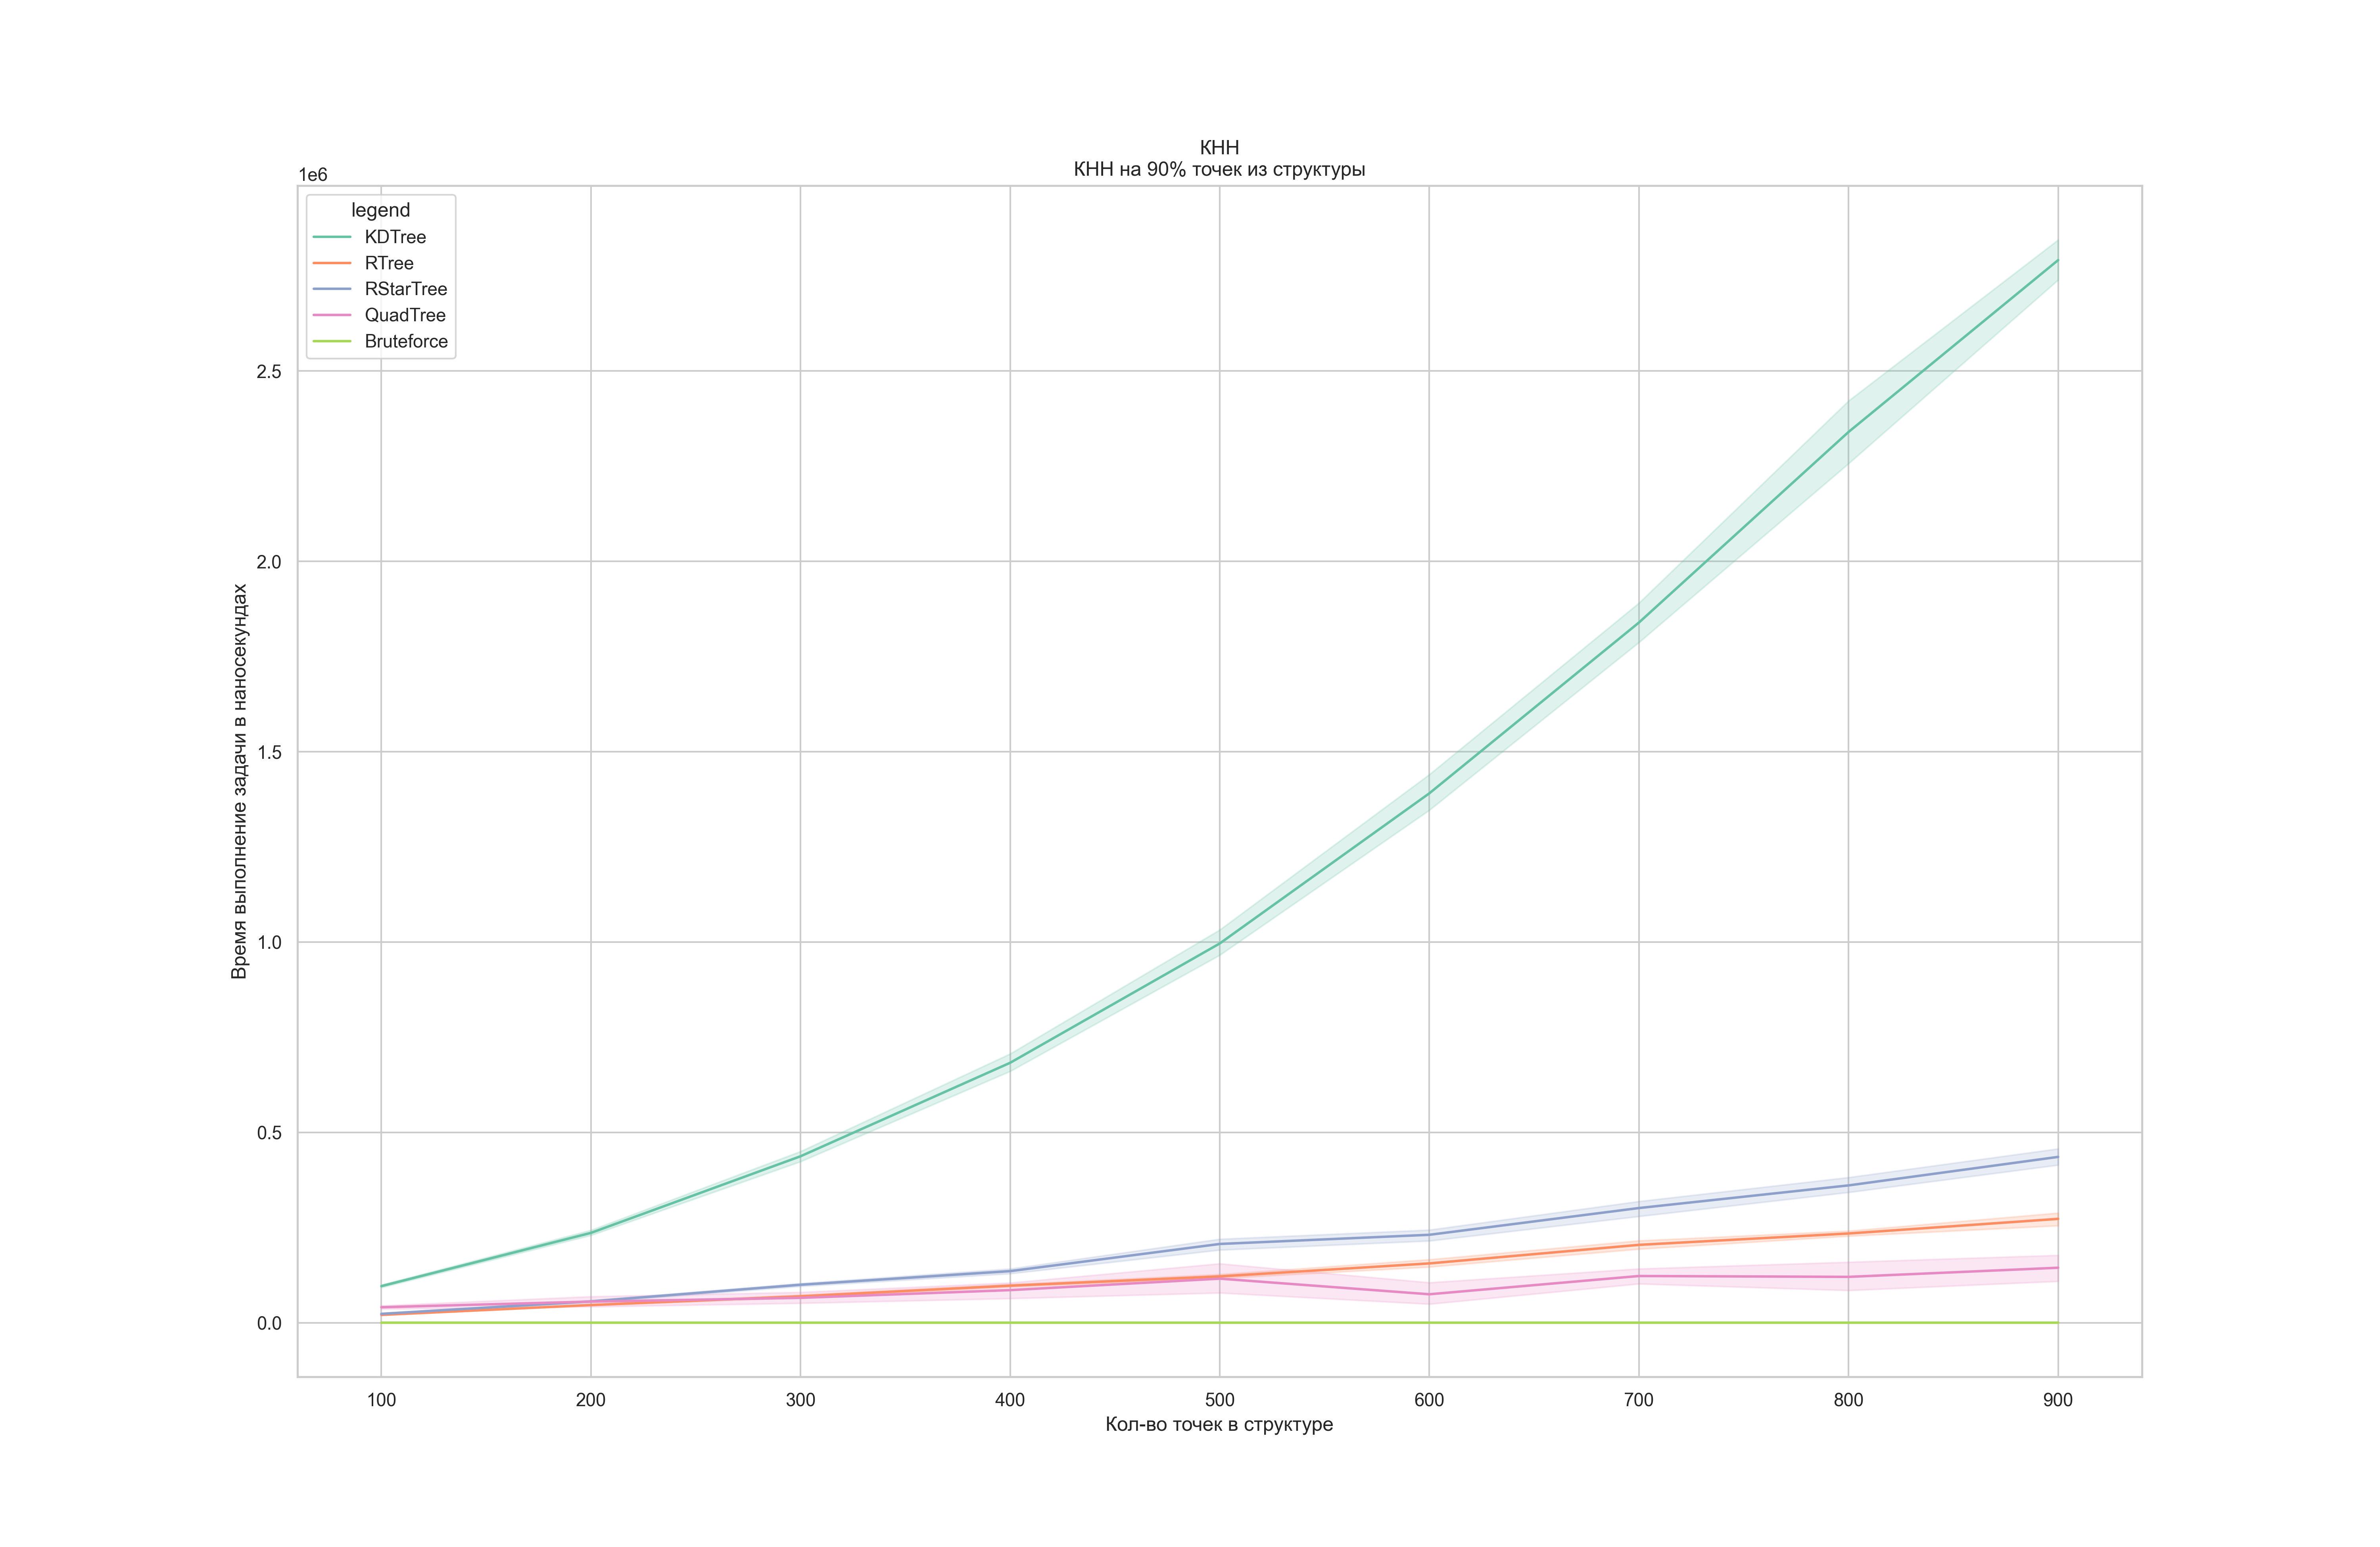 КНН
КНН на 90% точек из структуры
1e6
legend
KDTree
RTree
RStarTree
QuadTree
Bruteforce
2.5
2.0
1.5
1.0
0.5
0.0
Время выполнение задачи в наносекундах
100 200 300 400 500 600 700 800 900
Кол-во точек в структуре